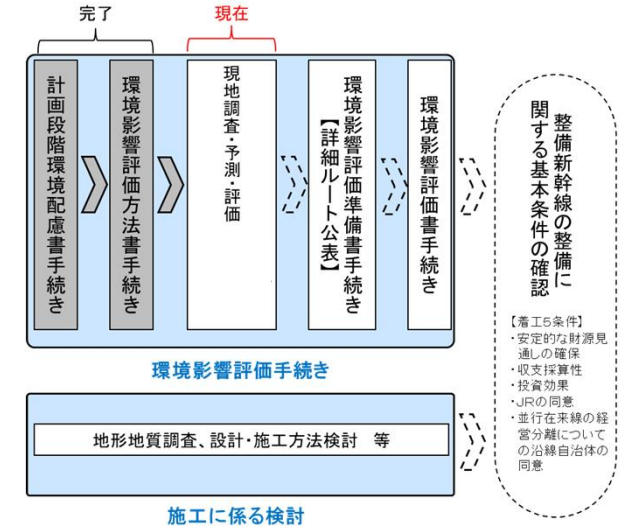 完了
現在
計画段階環境配慮書手続き
環境影響評価方法書手続き
現地調査・予測・評価
環境影響評価準備書手続き
【詳細ルート公表】
環境影響評価書手続き
環境影響評価手続き
地形地質調査、設計・施工方法検討　等
施工に係る検討
整備新幹線の整備に
関する基本条件の確認
【着工5条件】
・安定的な財源見
通しの確保
・収支採算性
・投資効果
・JRの同意
・並行在来線の経
営分離について
の沿線自治体の
同意